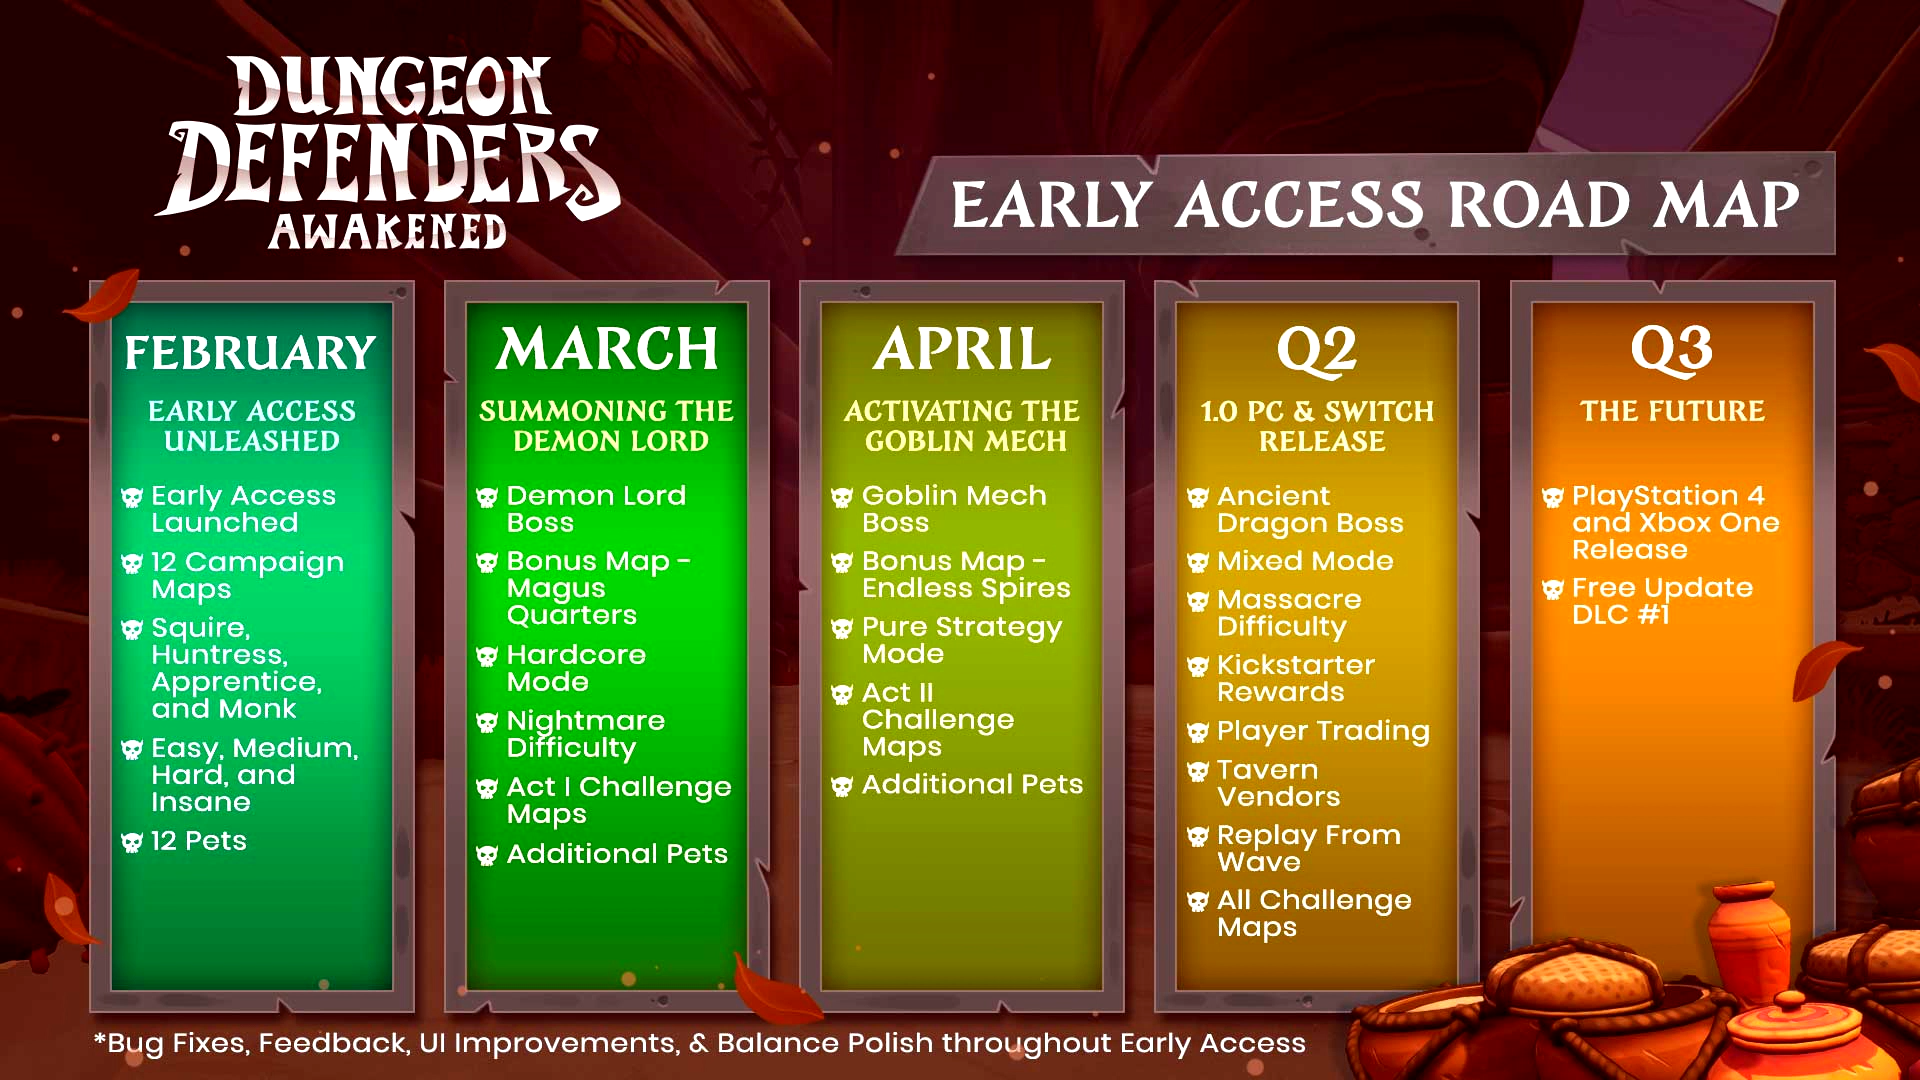 DUNGEON
DEFENDERS
AWAKENED
EARLY ACCESS ROAD MAP
FEBRUARY
EARLY ACCESS
UNLEASHED
Early Access
Launched
12 Campaign
Maps
Squire,
Huntress,
Apprentice,
and Monk
Easy, Medium,
Hard, and
Insane
12 Pets
MARCH
SUMMONING THE
DEMON LORD
Demon Lord
Boss
Bonus Map -
Magus
Quarters
Hardcore
Mode
Nightmare
Difficulty
Act I Challenge
Maps
Additional Pets
APRIL
ACTIVATING THE
GOBLIN MECH
Goblin Mech
Boss
Bonus Map -
Endless Spires
Pure Strategy
Mode
Act II
Challenge
Maps
Additional Pets
Q2
1.0 PC & SWITCH
RELEASE
Ancient
Dragon Boss
Mixed Mode
Massacre
Difficulty
Kickstarter
Rewards
Player Trading
Tavern
Vendors
Replay From
Wave
All Challenge
Maps
Q3
THE FUTURE
PlayStation 4
and Xbox One
Release
Free Update
DLC #1
*Bug Fixes, Feedback, UI Improvements, & Balance Polish throughout Early Access